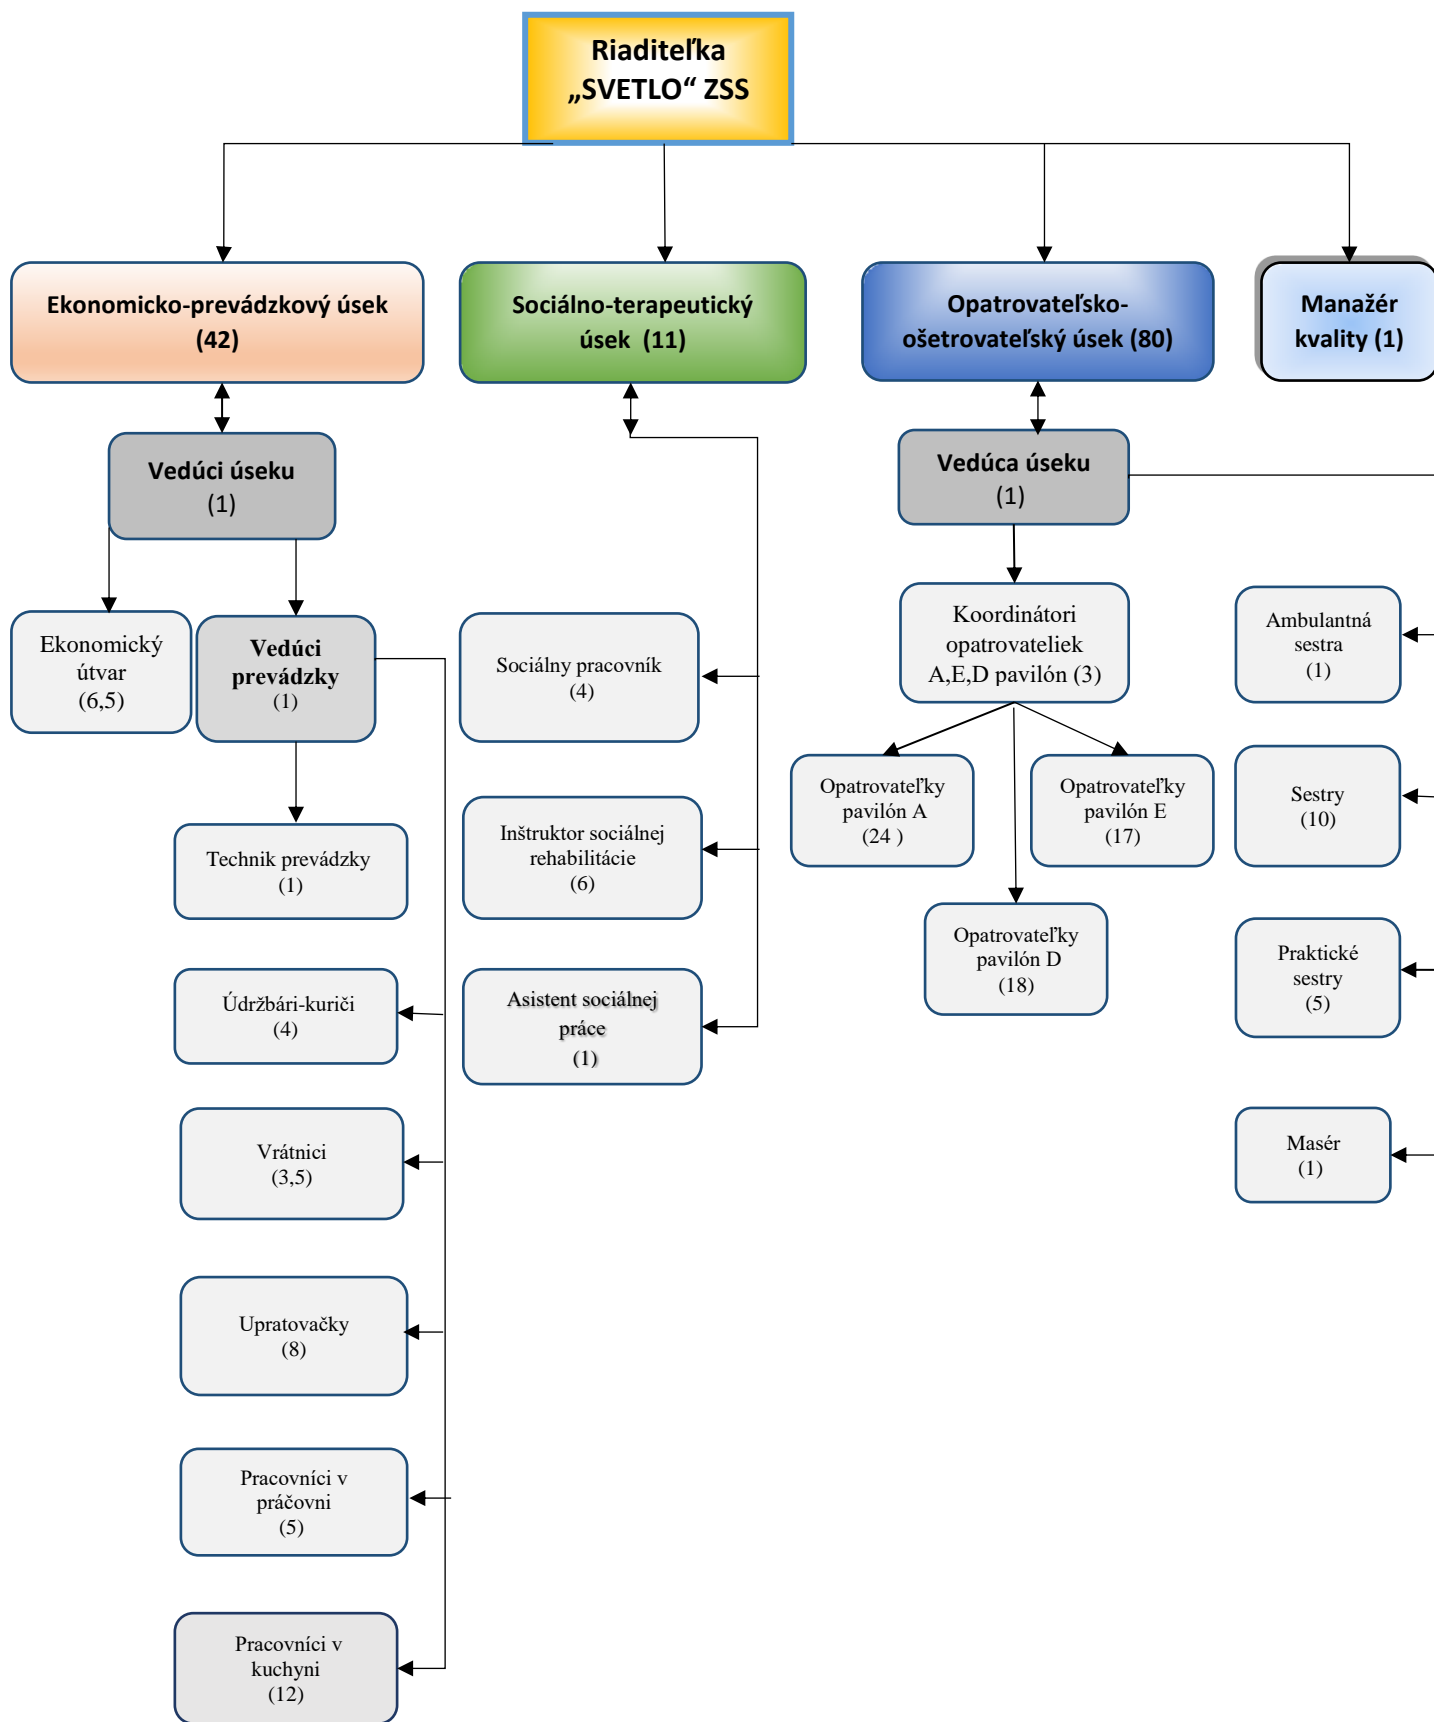 Riaditeľka
„SVETLO“ ZSS
Ekonomicko-prevádzkový úsek
(42)
Sociálno-terapeutický
úsek (11)
Opatrovateľsko-
ošetrovateľský úsek (80)
Manažér
kvality (1)
Vedúci úseku
(1)
Vedúca úseku
(1)
Ekonomický
útvar
(6,5)
Vedúci
prevádzky
(1)
Sociálny pracovník
(4)
Koordinátori
opatrovateliek
A,E,D pavilón (3)
Ambulantná
sestra
(1)
Technik prevádzky
(1)
Inštruktor sociálnej
rehabilitácie
(6)
Opatrovateľky
pavilón A
(24 )
Opatrovateľky
pavilón E
(17)
Sestry
(10)
Údržbári-kuriči
(4)
Asistent sociálnej
práce
(1)
Opatrovateľky
pavilón D
(18)
Praktické
sestry
(5)
Vrátnici
(3,5)
Masér
(1)
Upratovačky
(8)
Pracovníci v
práčovni
(5)
Pracovníci v
kuchyni
(12)